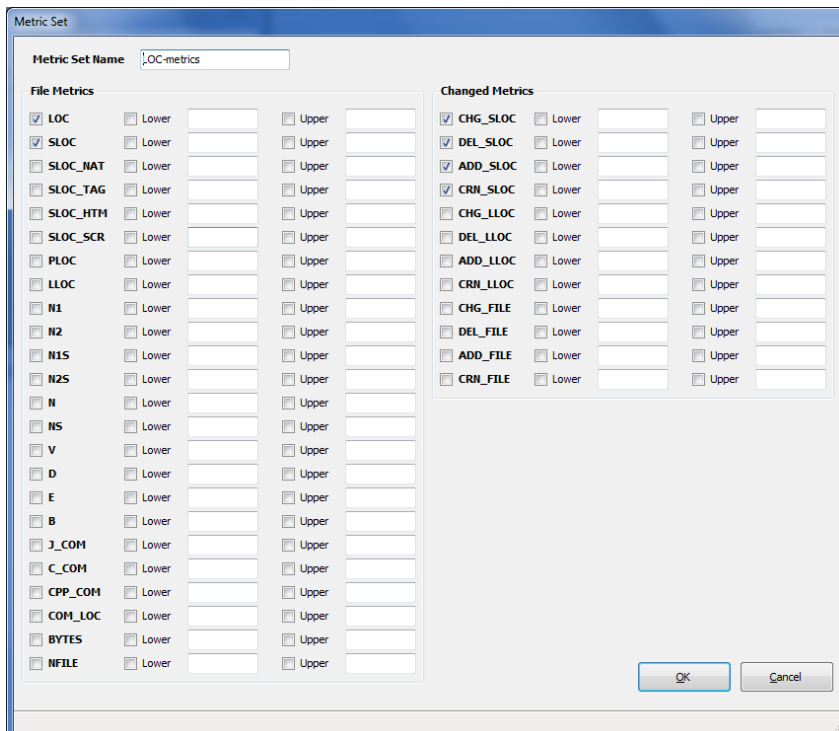 Metric Set
Metric Set Name LOC-metrics
File Metrics
LOC Lower Upper
SLOC Lower Upper
SLOC_NAT Lower Upper
SLOC_TAG Lower Upper
SLOC_HTM Lower Upper
SLOC_SCR Lower Upper
PLOC Lower Upper
LLOC Lower Upper
N1 Lower Upper
N2 Lower Upper
N1S Lower Upper
N2S Lower Upper
N Lower Upper
NS Lower Upper
V Lower Upper
D Lower Upper
E Lower Upper
B Lower Upper
J_COM Lower Upper
C_COM Lower Upper
CPP_COM Lower Upper
COM_LOC Lower Upper
BYTES Lower Upper
NFILE Lower Upper
Changed Metrics
CHG_SLOC Lower Upper
DEL_SLOC Lower Upper
ADD_SLOC Lower Upper
CRN_SLOC Lower Upper
CHG_LLOC Lower Upper
DEL_LLOC Lower Upper
ADD_LLOC Lower Upper
CRN_LLOC Lower Upper
CHG_FILE Lower Upper
DEL_FILE Lower Upper
ADD_FILE Lower Upper
CRN_FILE Lower Upper
OK Cancel